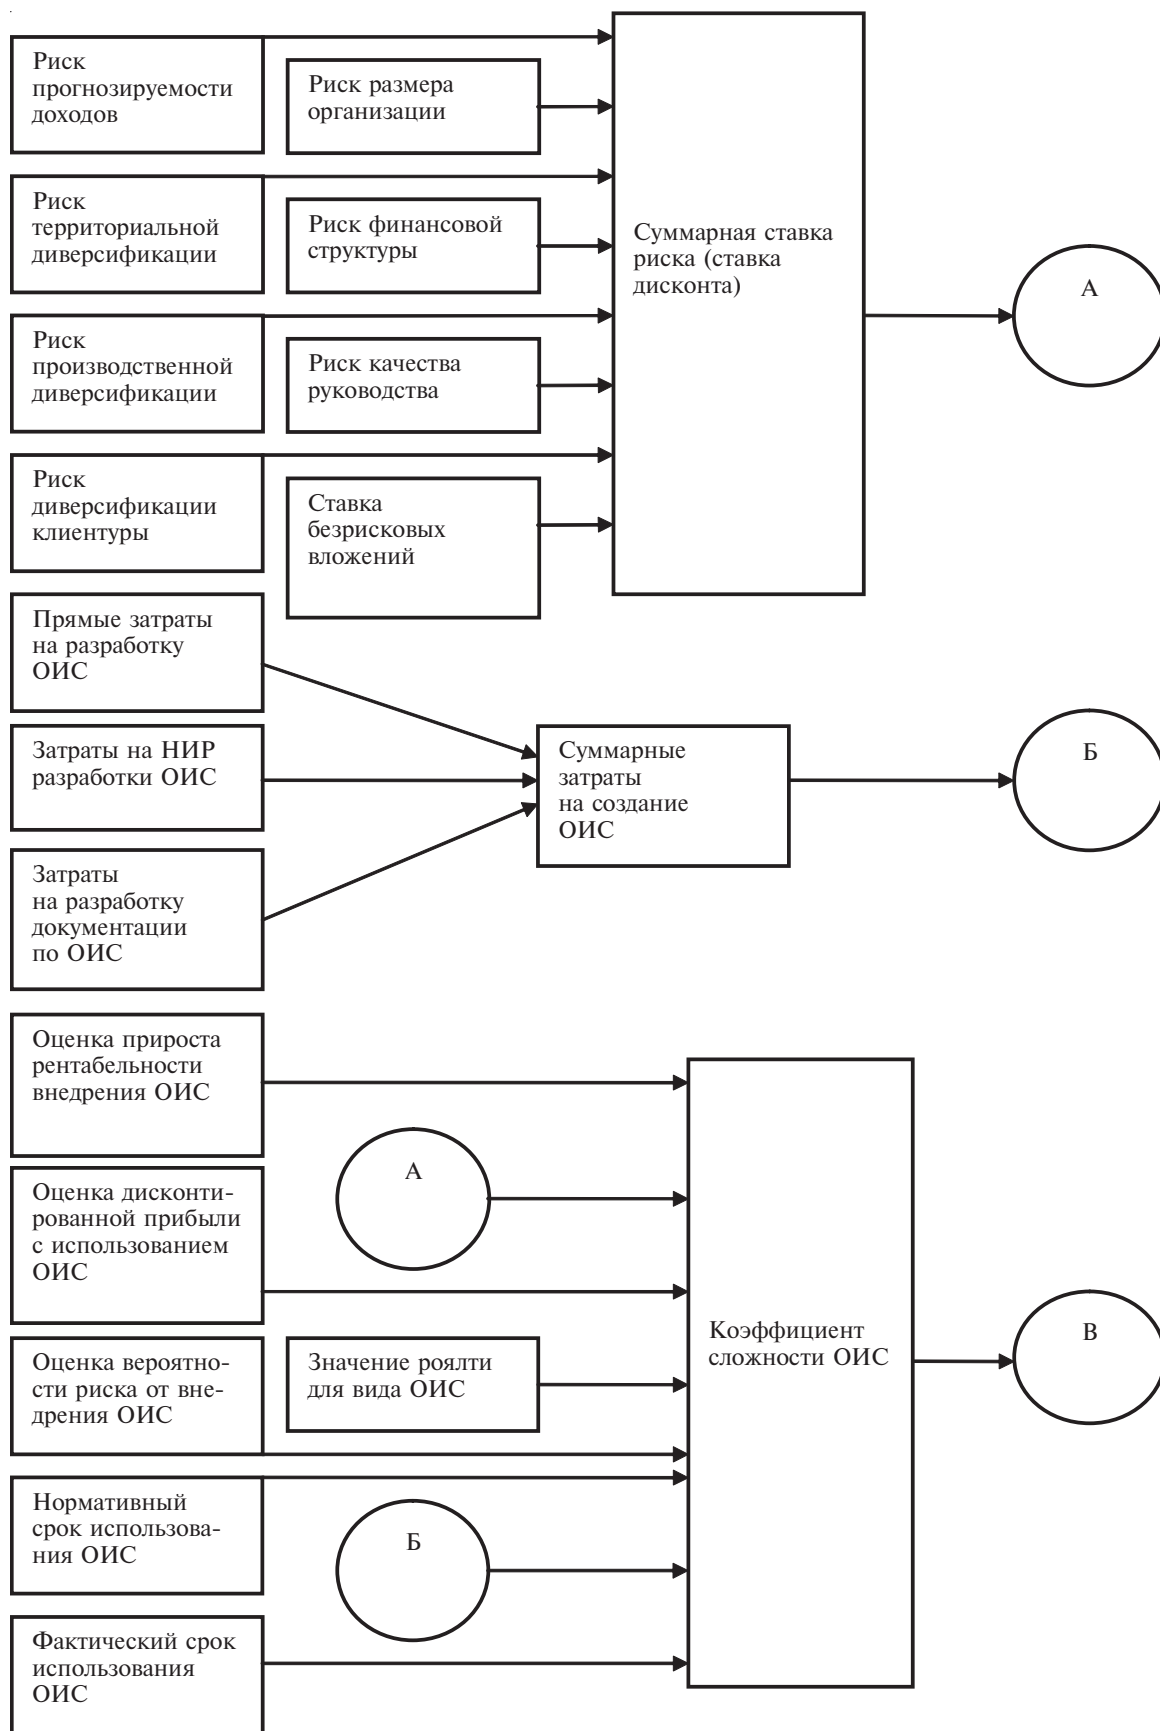 Риск
прогнозируемости
доходов
Риск размера
организации
Риск
территориальной
диверсификации
Риск финансовой
структуры
Риск
производственной
диверсификации
Риск качества
руководства
Риск
диверсификации
клиентуры
Ставка
безрисковых
вложений
Суммарная ставка
риска (ставка
дисконта)
А
Прямые затраты
на разработку
ОИС
Затраты на НИР
разработки ОИС
Затраты
на разработку
документации
по ОИС
Суммарные
затраты
на создание
ОИС
Б
Оценка прироста
рентабельности
внедрения ОИС
А
Оценка дисконти-
рованной прибыли
с использованием
ОИС
Оценка вероятно-
сти риска от вне-
дрения ОИС
Значение роялти
для вида ОИС
Нормативный
срок использова-
ния ОИС
Б
Фактический срок
использования
ОИС
Коэффициент
сложности ОИС
В